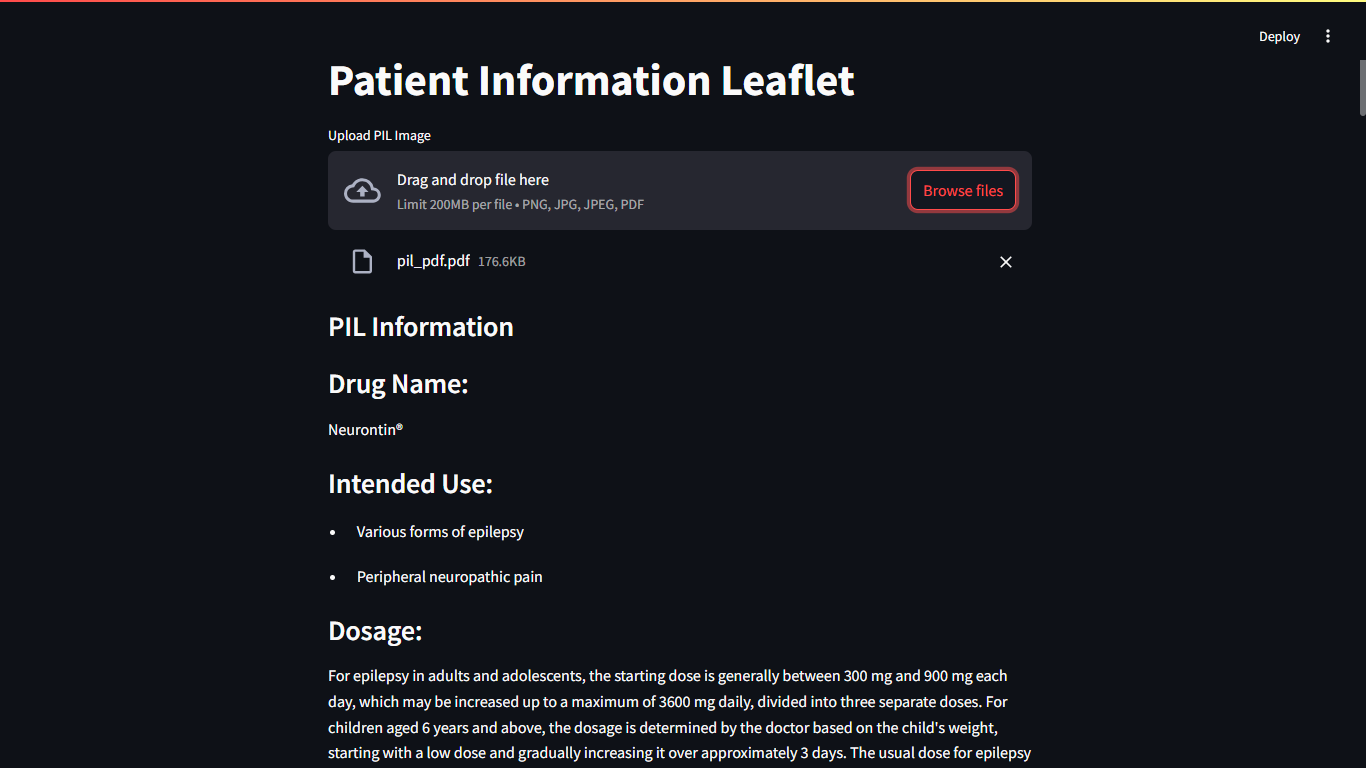 Deploy
Patient Information Leaflet
Upload PIL Image
Drag and drop file here
Limit 200MB per file • PNG, JPG, JPEG, PDF
Browse files
pil_pdf.pdf 176.6KB
PIL Information
Drug Name:
Neurontin®
Intended Use:
• Various forms of epilepsy
• Peripheral neuropathic pain
Dosage:
For epilepsy in adults and adolescents, the starting dose is generally between 300 mg and 900 mg each
day, which may be increased up to a maximum of 3600 mg daily, divided into three separate doses. For
children aged 6 years and above, the dosage is determined by the doctor based on the child's weight,
starting with a low dose and gradually increasing it over approximately 3 days. The usual dose for epilepsy